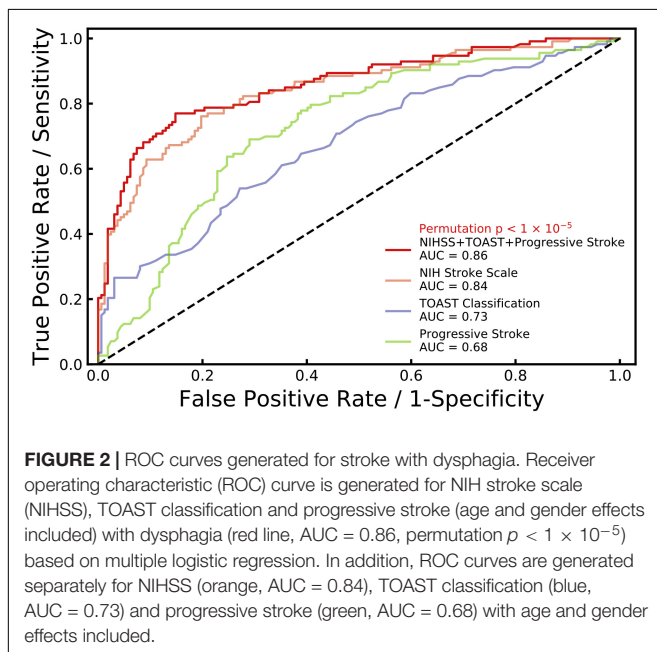 1.0
0.8
0.6
0.4
0.2
0.0
True Positive Rate / Sensitivity
Permutation p < 1 × 10⁻⁵
NIHSS+TOAST+Progressive Stroke
AUC = 0.86
NIH Stroke Scale
AUC = 0.84
TOAST Classification
AUC = 0.73
Progressive Stroke
AUC = 0.68
0.0 0.2 0.4 0.6 0.8 1.0
False Positive Rate / 1-Specificity
FIGURE 2 | ROC curves generated for stroke with dysphagia. Receiver
operating characteristic (ROC) curve is generated for NIH stroke scale
(NIHSS), TOAST classification and progressive stroke (age and gender effects
included) with dysphagia (red line, AUC = 0.86, permutation p < 1 × 10⁻⁵)
based on multiple logistic regression. In addition, ROC curves are generated
separately for NIHSS (orange, AUC = 0.84), TOAST classification (blue,
AUC = 0.73) and progressive stroke (green, AUC = 0.68) with age and gender
effects included.